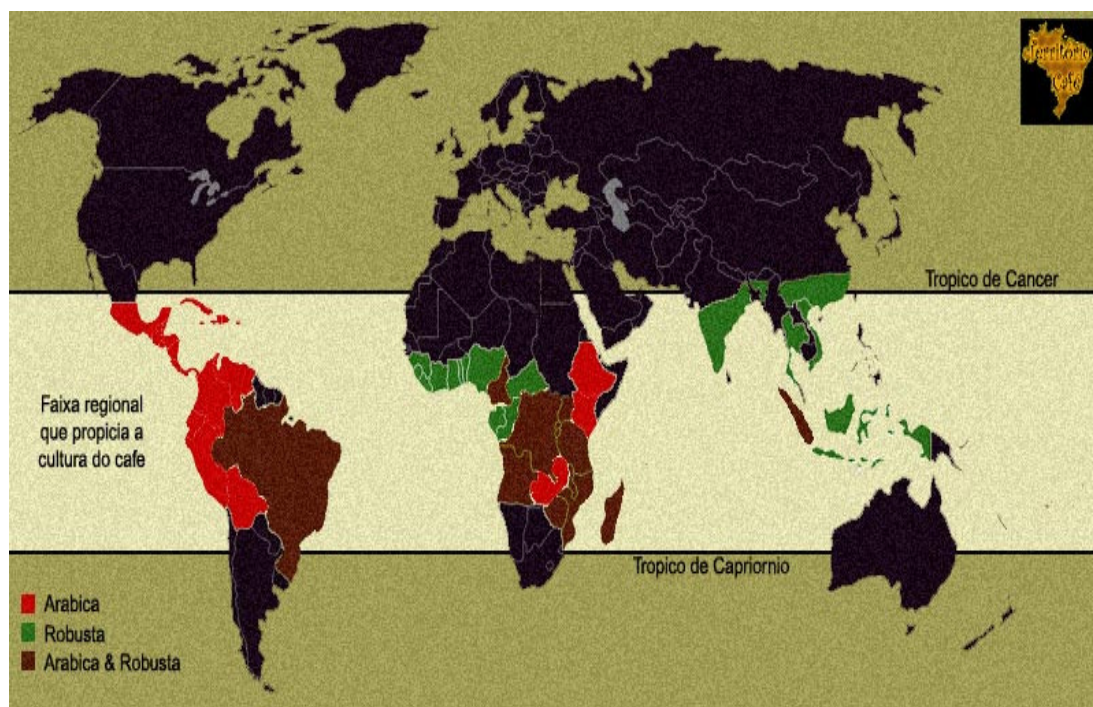 Territorio
Cafe
Tropico de Cancer
Faixa regional
que propicia a
cultura do cafe
Tropico de Capriornio
Arabica
Robusta
Arabica & Robusta